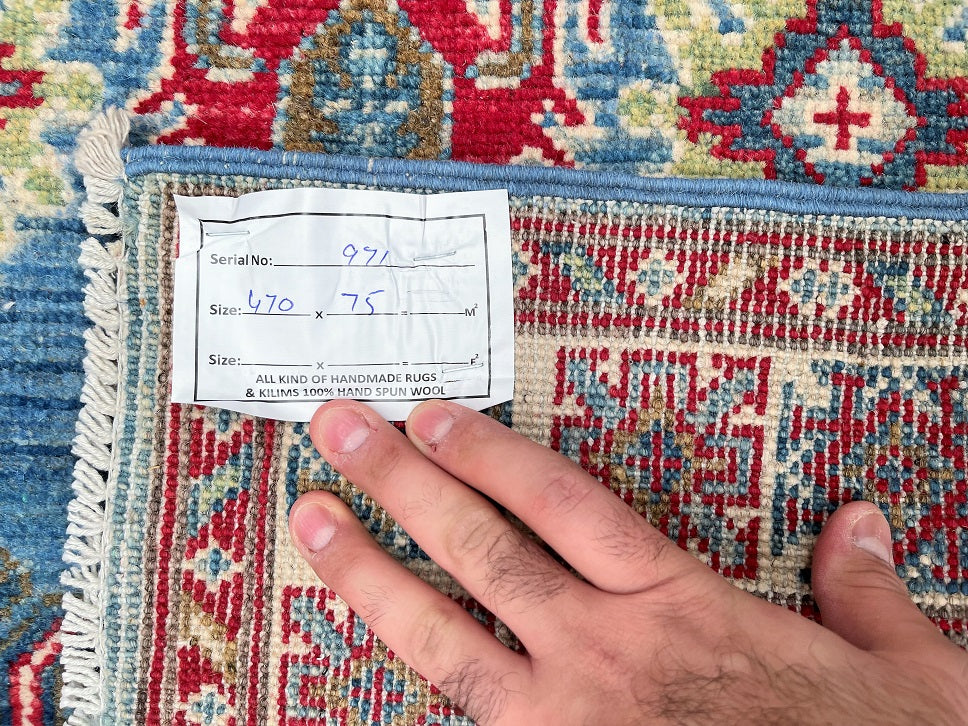 Serial No: 971
Size: 470 x 75 = M²
Size: x = F²
ALL KIND OF HANDMADE RUGS
& KILIMS 100% HAND SPUN WOOL